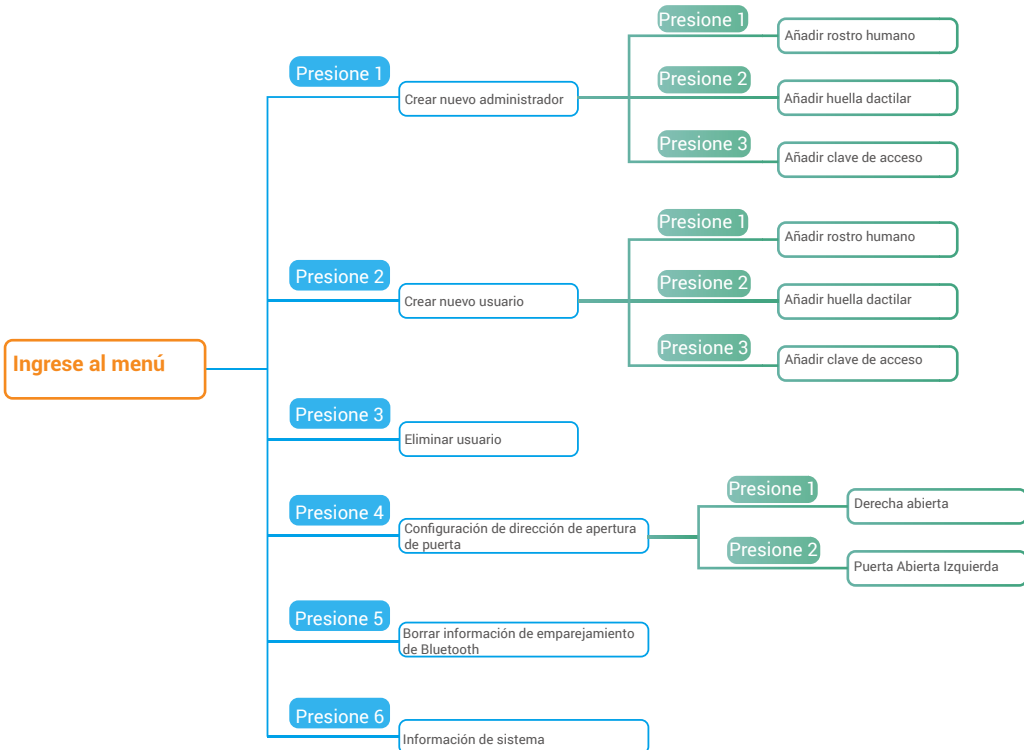 Ingrese al menú
Presione 1
Crear nuevo administrador
Presione 1
Añadir rostro humano
Presione 2
Añadir huella dactilar
Presione 3
Añadir clave de acceso
Presione 2
Crear nuevo usuario
Presione 1
Añadir rostro humano
Presione 2
Añadir huella dactilar
Presione 3
Añadir clave de acceso
Presione 3
Eliminar usuario
Presione 4
Configuración de dirección de apertura
de puerta
Presione 1
Derecha abierta
Presione 2
Puerta Abierta Izquierda
Presione 5
Borrar información de emparejamiento
de Bluetooth
Presione 6
Información de sistema